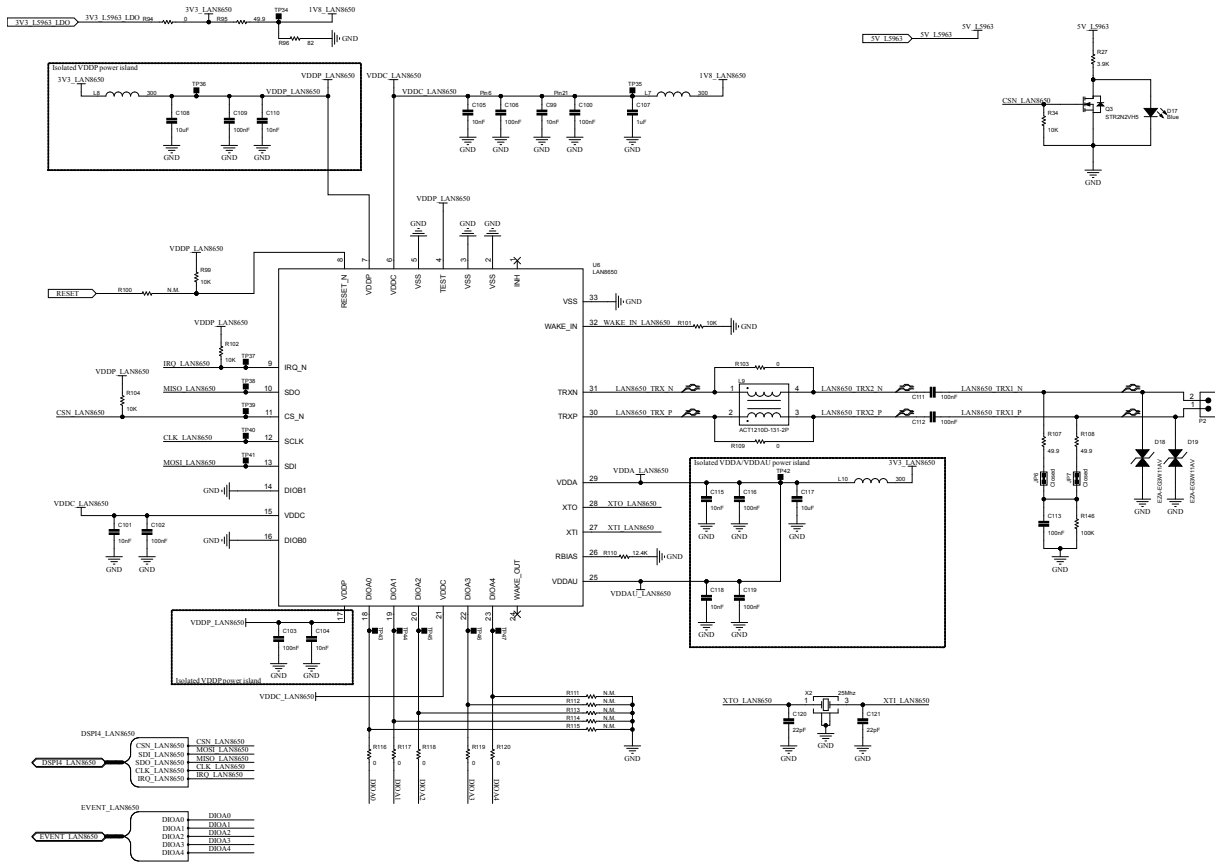 3V3_L5963_LDO 3V3_L5963_LDO R94 0 3V3_LAN8650 R95 49.9 TP34 1V8_LAN8650
R96 82 GND
5V_L5963 5V_L5963 5V_L5963
5V_L5963
R27
3.9K
CSN_LAN8650
R34
10K
Q3
STR2N2VH5
D17
Blue
GND
Isolated VDDP power island
3V3_LAN8650
L8 300
TP36
VDDP_LAN8650
VDDP_LAN8650
C108
10uF
GND
C109
100nF
GND
C110
10nF
GND
VDDC_LAN8650
VDDC_LAN8650
Pin6
Pin21
TP35
L7 300
1V8_LAN8650
C105
10nF
GND
C106
100nF
GND
C99
10nF
GND
C100
100nF
GND
C107
1uF
GND
VDDP_LAN8650
GND
GND
GND
8 7 6 5 4 3 2 1
RESET_N VDDP VDDC VSS TEST VSS VSS INH
U6
LAN8650
VDDP_LAN8650
R99
10K
RESET
R100 N.M.
VDDP_LAN8650
R102
10K
VDDP_LAN8650
R104
10K
IRQ_LAN8650 TP37 9 IRQ_N
MISO_LAN8650 TP38 10 SDO
CSN_LAN8650 TP39 11 CS_N
CLK_LAN8650 TP40 12 SCLK
MOSI_LAN8650 TP41 13 SDI
GND 14 DIOB1
VDDC_LAN8650 15 VDDC
GND 16 DIOB0
C101
10nF
GND
C102
100nF
GND
VSS 33 GND
WAKE_IN 32 WAKE_IN_LAN8650 R101 10K GND
TRXN 31 LAN8650_TRX_N
TRXP 30 LAN8650_TRX_P
R103 0
L9
1 4
2 3
ACT1210D-131-2P
R109 0
LAN8650_TRX2_N C111 100nF LAN8650_TRX1_N
LAN8650_TRX2_P C112 100nF LAN8650_TRX1_P
2
1
P2
R107
49.9
R108
49.9
JP6
Closed
JP7
Closed
C113
100nF
R146
100K
GND
D18
EZA-EG3W11AV
GND
D19
EZA-EG3W11AV
GND
Isolated VDDA/VDDAU power island
VDDA 29 VDDA_LAN8650
TP42
L10 300
3V3_LAN8650
XTO 28 XTO_LAN8650
XTI 27 XTI_LAN8650
RBIAS 26 R110 12.4K GND
VDDAU 25
VDDAU_LAN8650
C115
10nF
GND
C116
100nF
GND
C117
10uF
GND
C118
10nF
GND
C119
100nF
GND
VDDP DIOA0 DIOA1 DIOA2 VDDC DIOA3 DIOA4 WAKE_OUT
17 18 19 20 21 22 23 24
TP43 TP44 TP45 TP46 TP47
VDDP_LAN8650
C103
100nF
GND
C104
10nF
GND
Isolated VDDP power island
VDDC_LAN8650
R111 N.M.
R112 N.M.
R113 N.M.
R114 N.M.
R115 N.M.
GND
R116
0
R117
0
R118
0
R119
0
R120
0
DIOA0 DIOA1 DIOA2 DIOA3 DIOA4
XTO_LAN8650 X2 25Mhz XTI_LAN8650
1 3
C120
22pF
GND
GND
C121
22pF
GND
DSPI4_LAN8650
DSPI4_LAN8650
CSN_LAN8650 CSN_LAN8650
SDI_LAN8650 MOSI_LAN8650
SDO_LAN8650 MISO_LAN8650
CLK_LAN8650 CLK_LAN8650
IRQ_LAN8650 IRQ_LAN8650
EVENT_LAN8650
EVENT_LAN8650
DIOA0 DIOA0
DIOA1 DIOA1
DIOA2 DIOA2
DIOA3 DIOA3
DIOA4 DIOA4